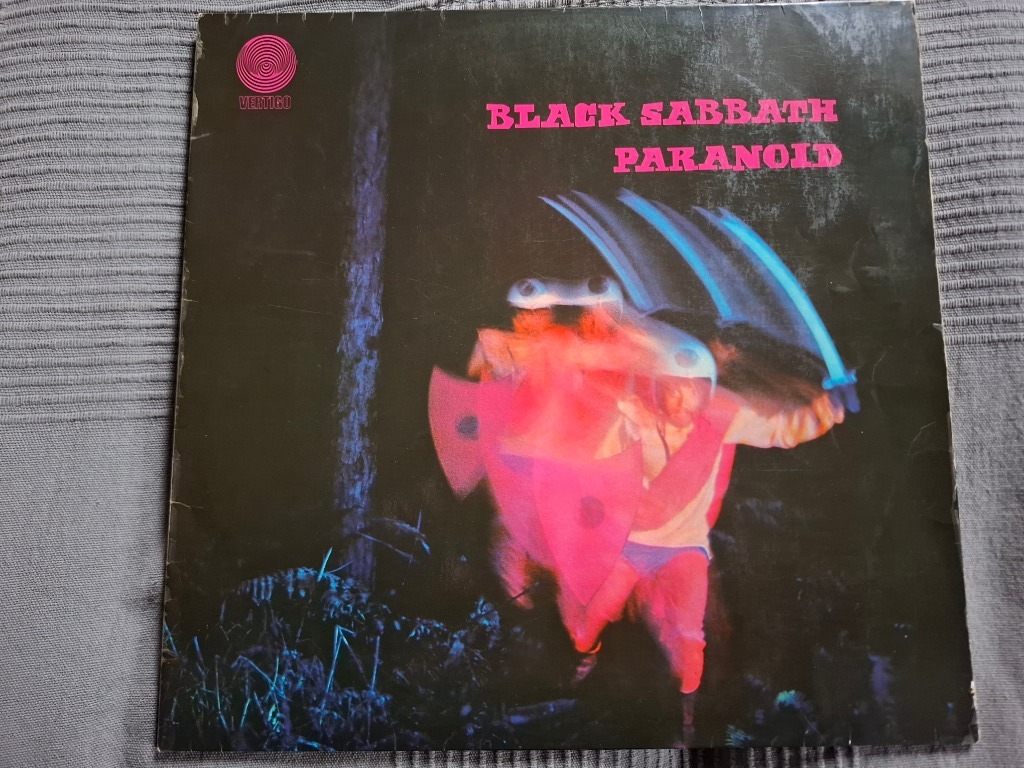 VERTIGO
BLACK SABBATH
PARANOID